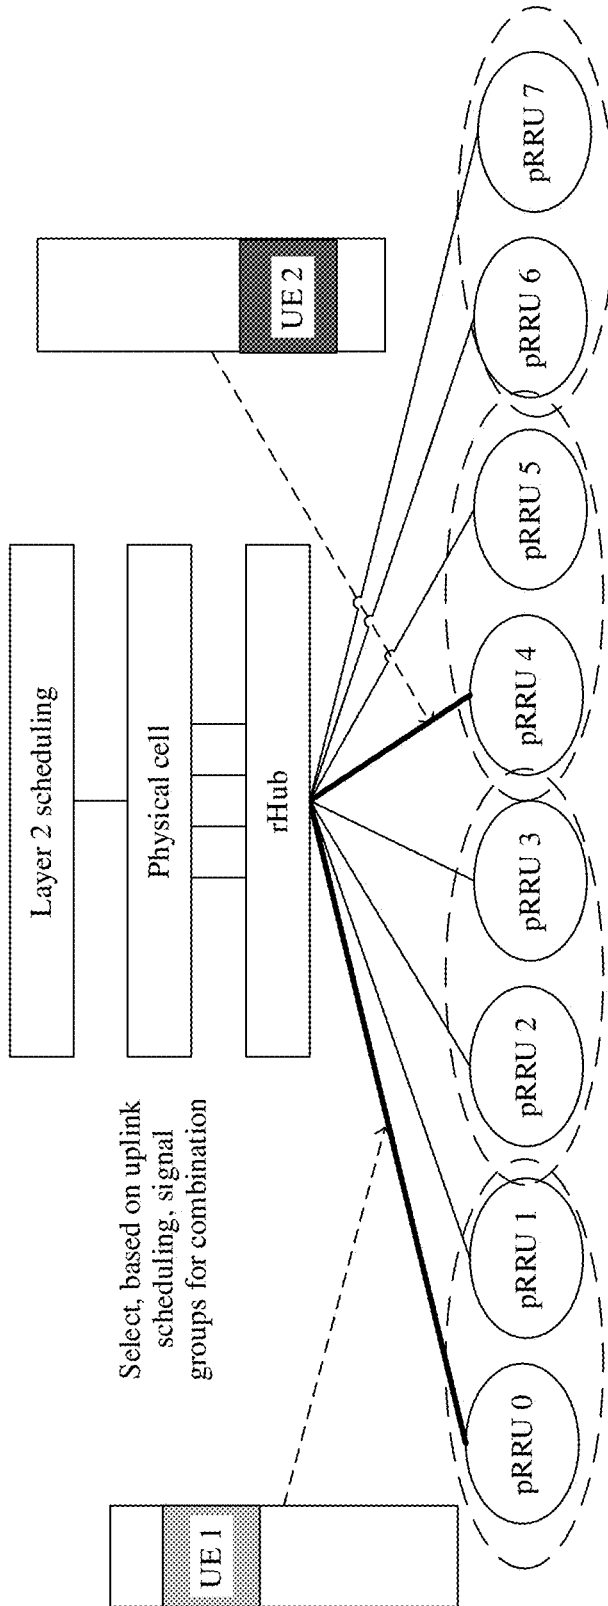 Layer 2 scheduling
Physical cell
rHub
Select, based on uplink
scheduling, signal
groups for combination
UE 1
UE 2
pRRU 0
pRRU 1
pRRU 2
pRRU 3
pRRU 4
pRRU 5
pRRU 6
pRRU 7